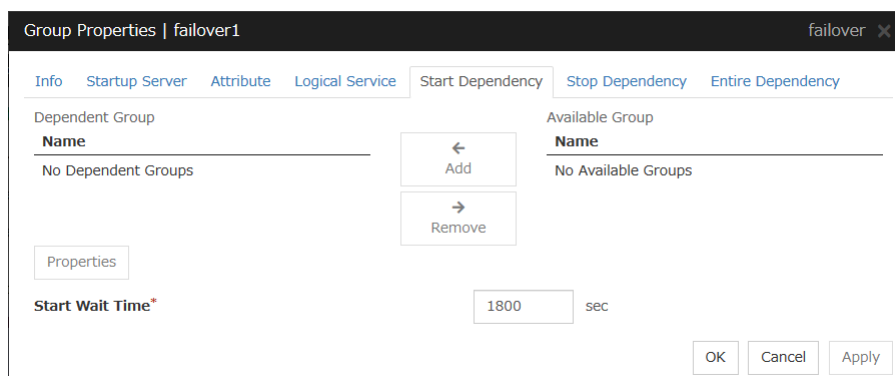 Group Properties | failover1 failover ×
Info Startup Server Attribute Logical Service Start Dependency Stop Dependency Entire Dependency
Dependent Group Available Group
Name Name
No Dependent Groups No Available Groups
Add
Remove
Properties
Start Wait Time* 1800 sec
OK Cancel Apply